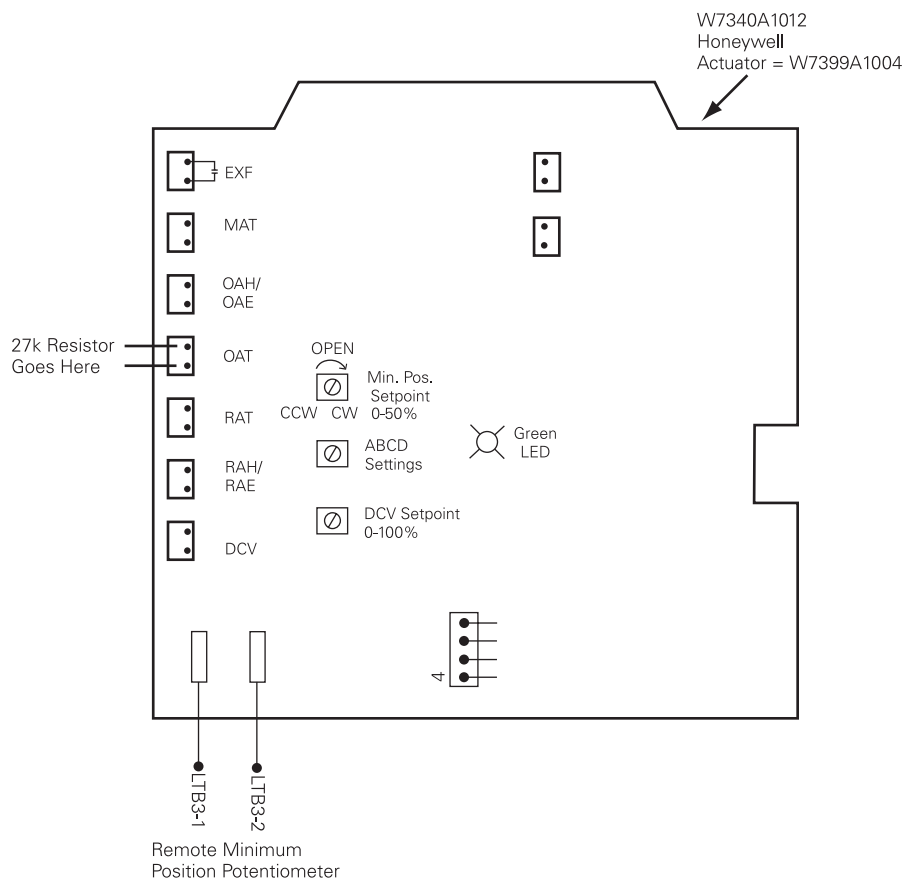 W7340A1012
Honeywell
Actuator = W7399A1004
EXF
MAT
OAH/
OAE
27k Resistor
Goes Here
OAT
OPEN
Min. Pos.
Setpoint
0-50%
CCW CW
RAT
ABCD
Settings
Green
LED
RAH/
RAE
DCV Setpoint
0-100%
DCV
4
LTB3-1
LTB3-2
Remote Minimum
Position Potentiometer